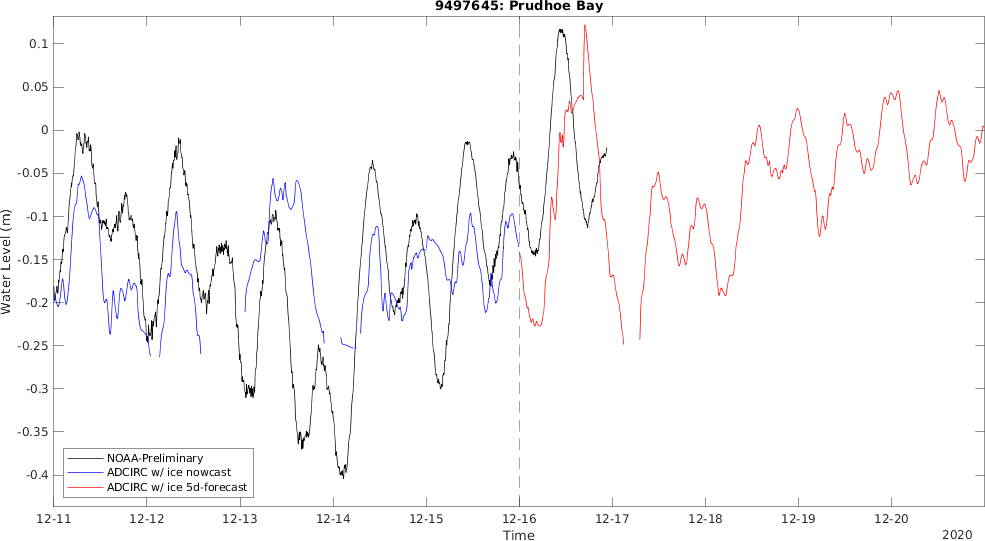 9497645: Prudhoe Bay
0.1
0.05
0
-0.05
-0.1
-0.15
-0.2
-0.25
-0.3
-0.35
-0.4
Water Level (m)
NOAA-Preliminary
ADCIRC w/ ice nowcast
ADCIRC w/ ice 5d-forecast
12-11 12-12 12-13 12-14 12-15 12-16 12-17 12-18 12-19 12-20
Time
2020